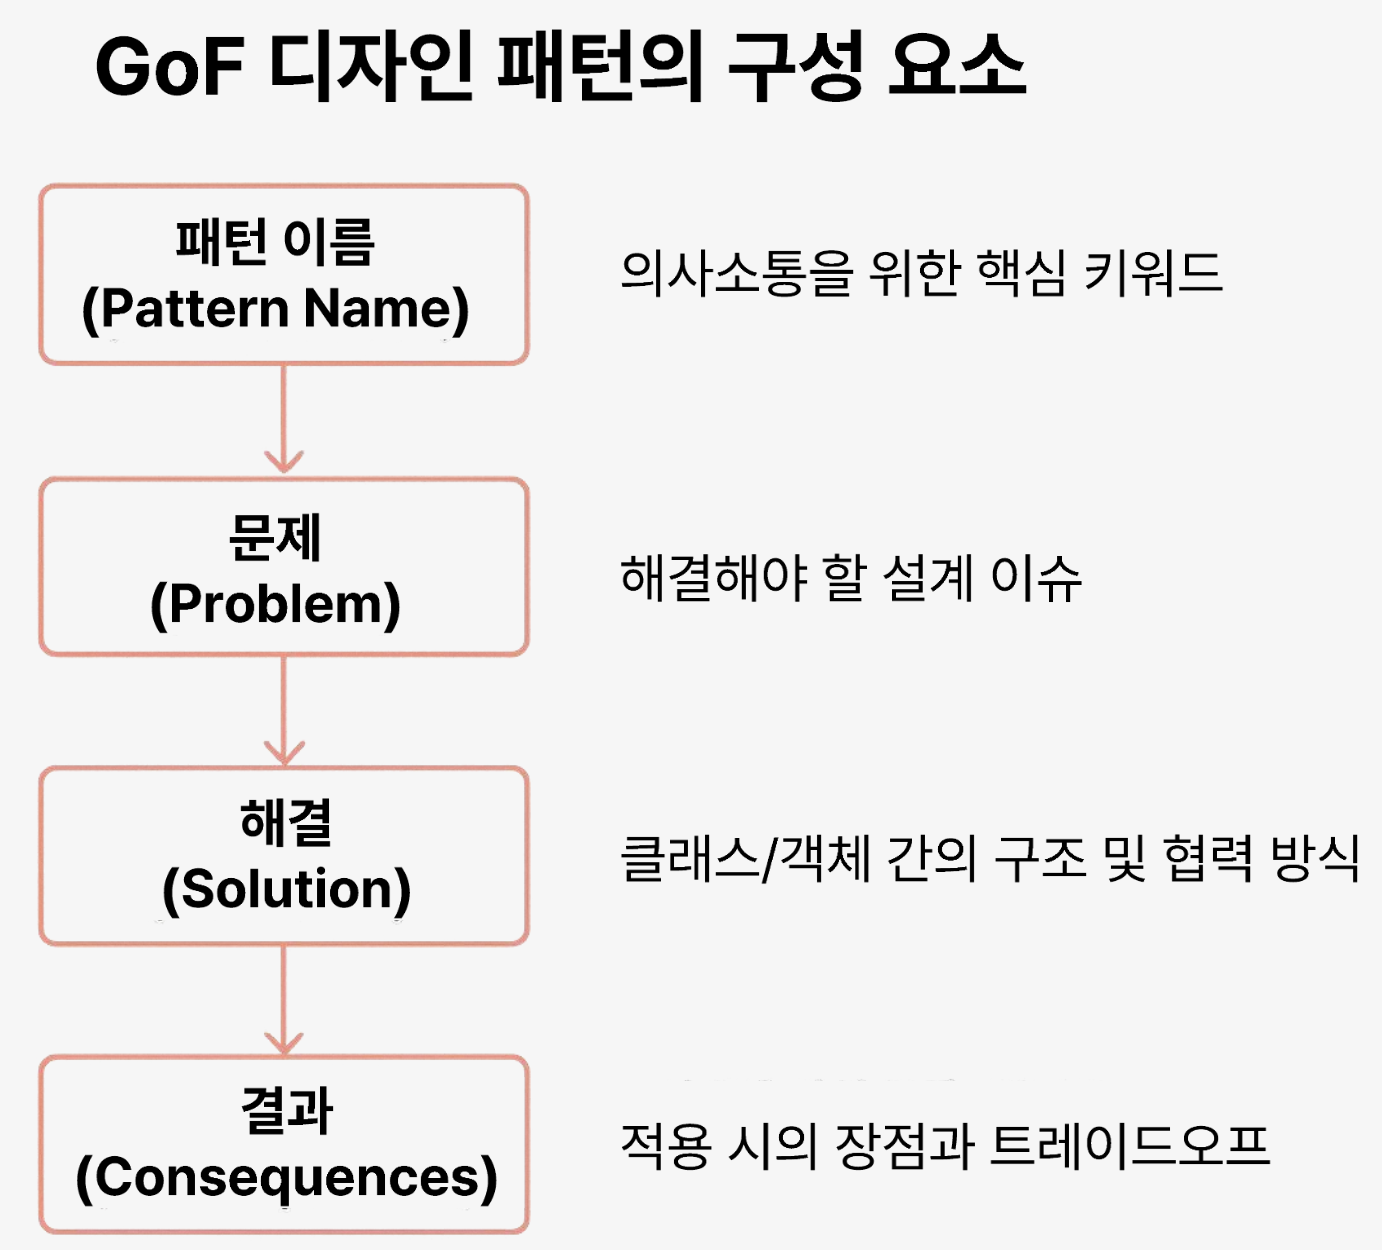 GoF 디자인 패턴의 구성 요소
패턴 이름
(Pattern Name)
의사소통을 위한 핵심 키워드
문제
(Problem)
해결해야 할 설계 이슈
해결
(Solution)
클래스/객체 간의 구조 및 협력 방식
결과
(Consequences)
적용 시의 장점과 트레이드오프